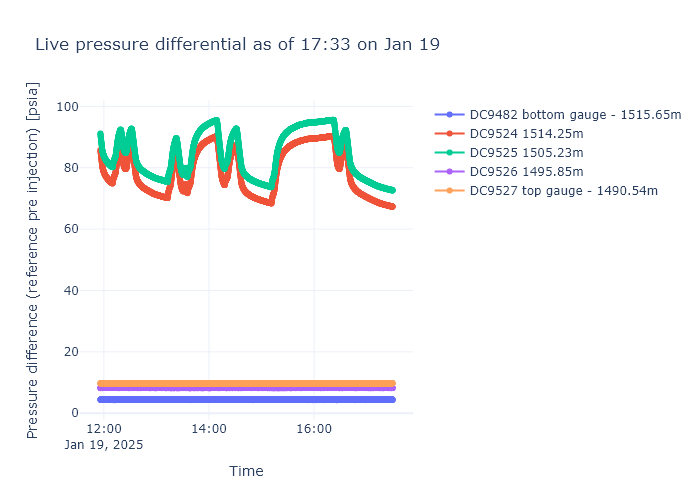 Live pressure differential as of 17:33 on Jan 19
Pressure difference (reference pre injection) [psia]
100
80
60
40
20
0
12:00
Jan 19, 2025
14:00
16:00
Time
DC9482 bottom gauge - 1515.65m
DC9524 1514.25m
DC9525 1505.23m
DC9526 1495.85m
DC9527 top gauge - 1490.54m